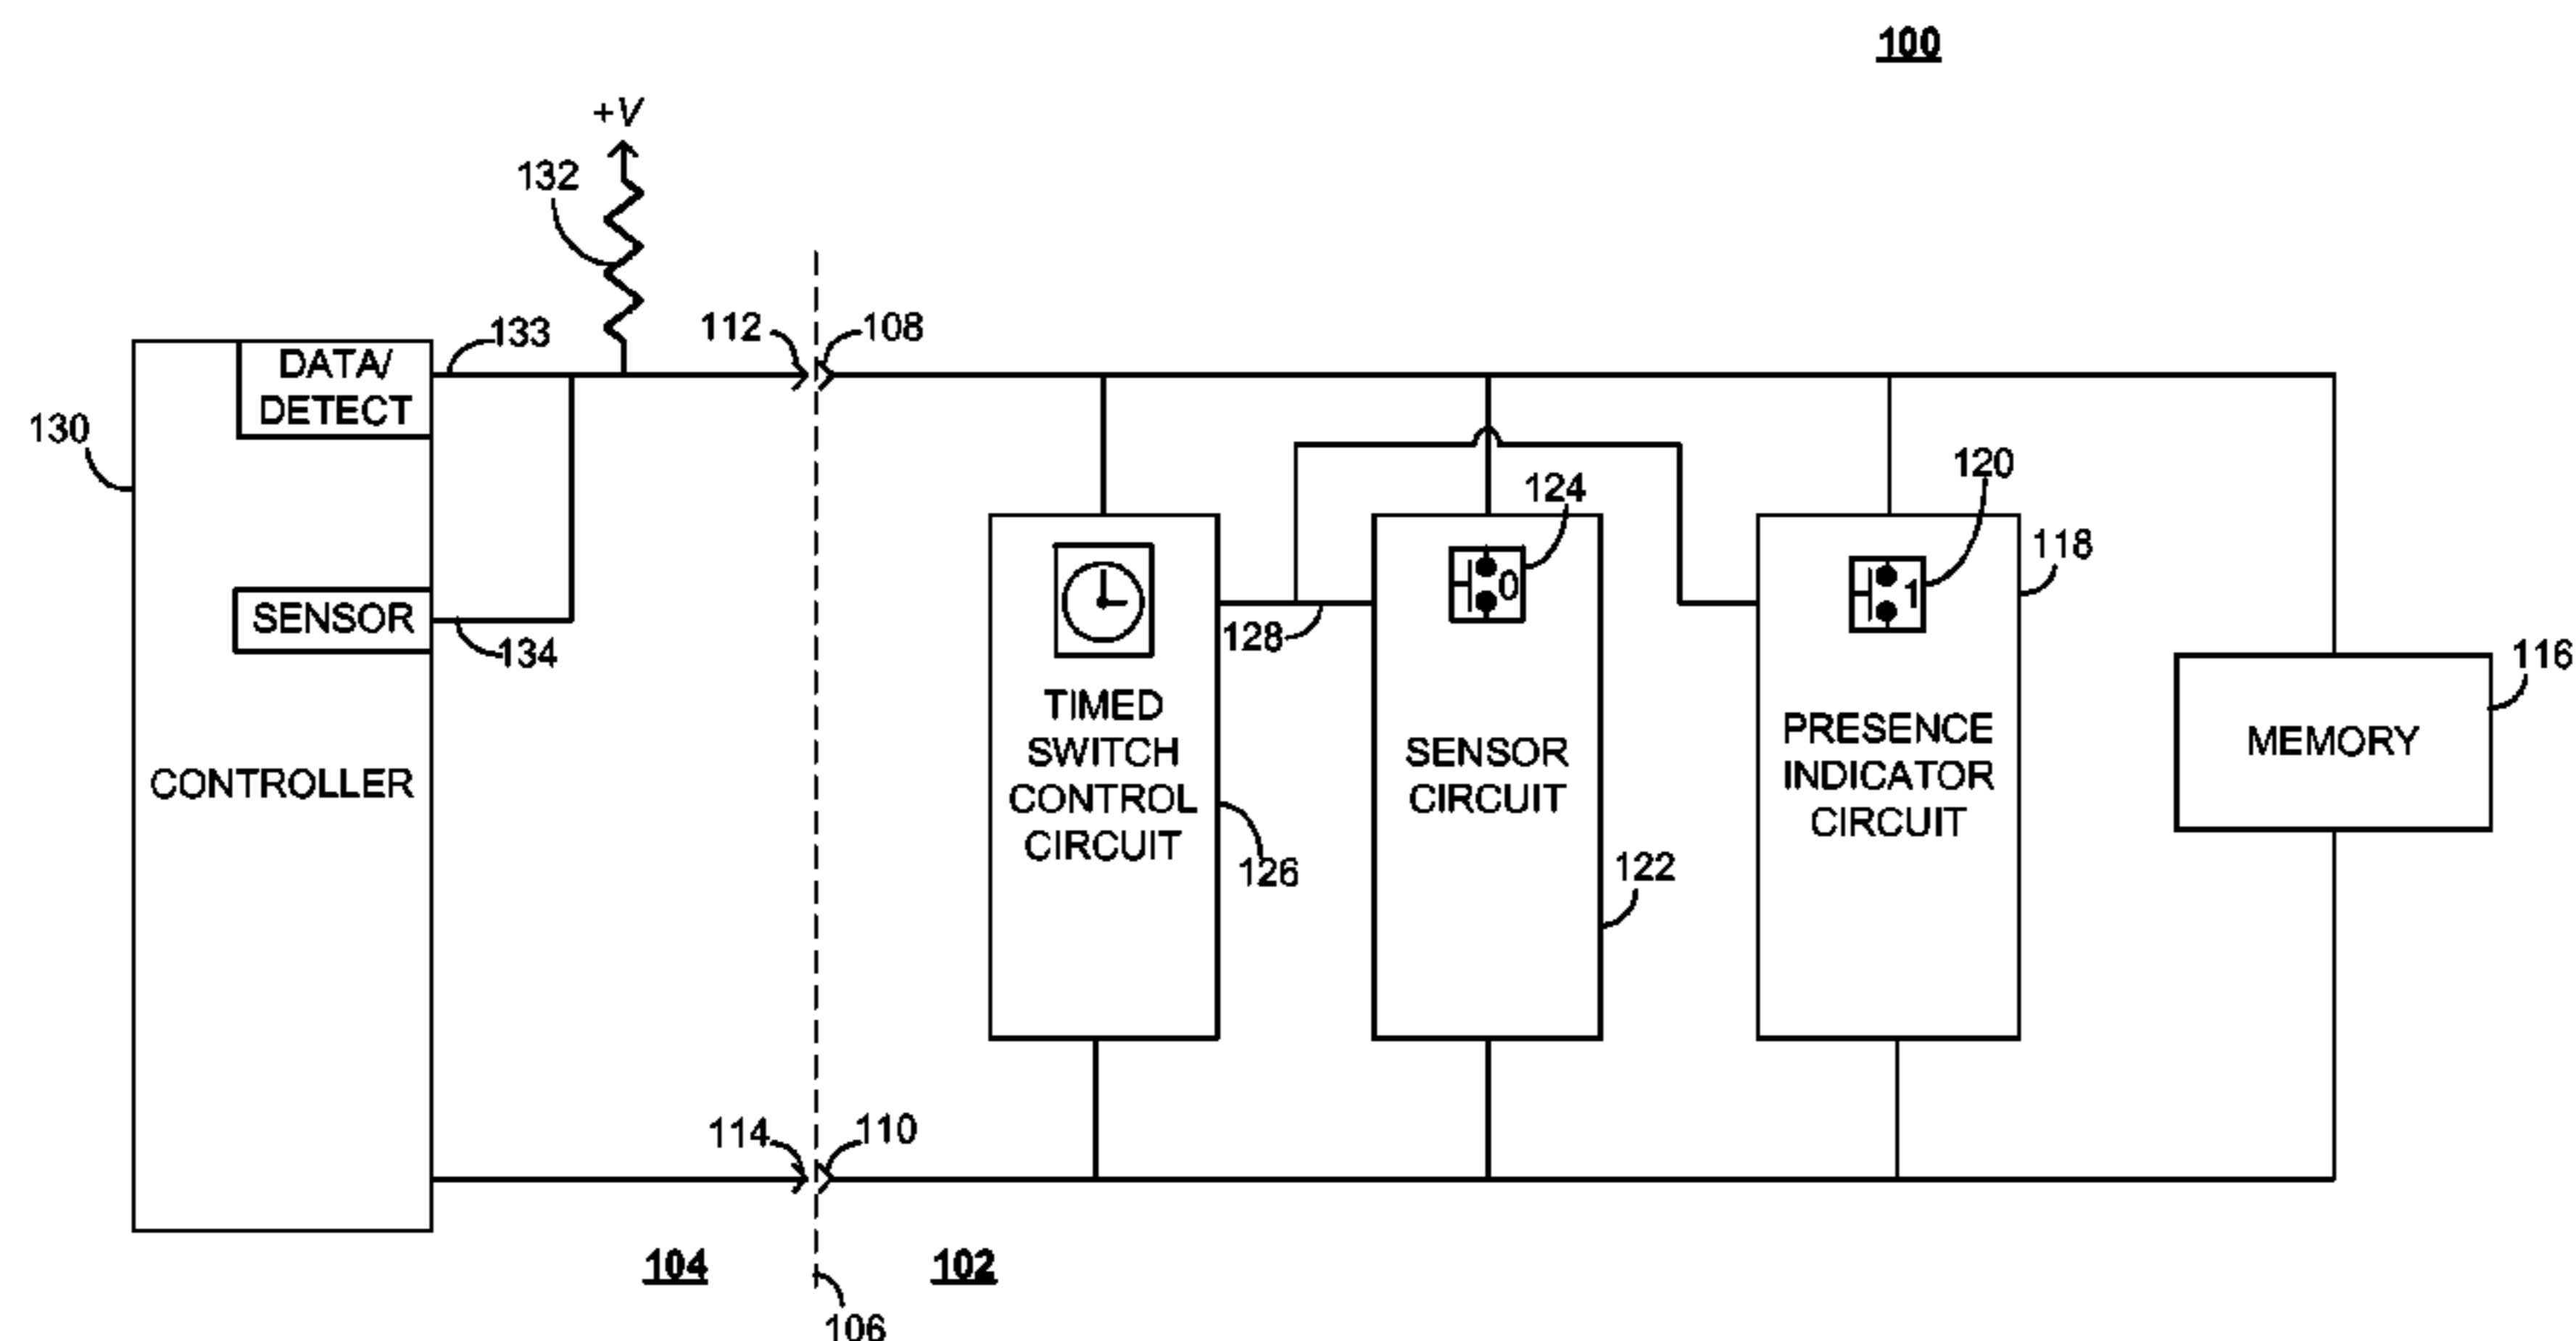 100
+V
132
133
112
108
DATA/
DETECT
130
124
120
118
0
1
SENSOR
134
128
116
TIMED
SWITCH
CONTROL
CIRCUIT
SENSOR
CIRCUIT
PRESENCE
INDICATOR
CIRCUIT
MEMORY
CONTROLLER
126
122
114
110
104
102
106